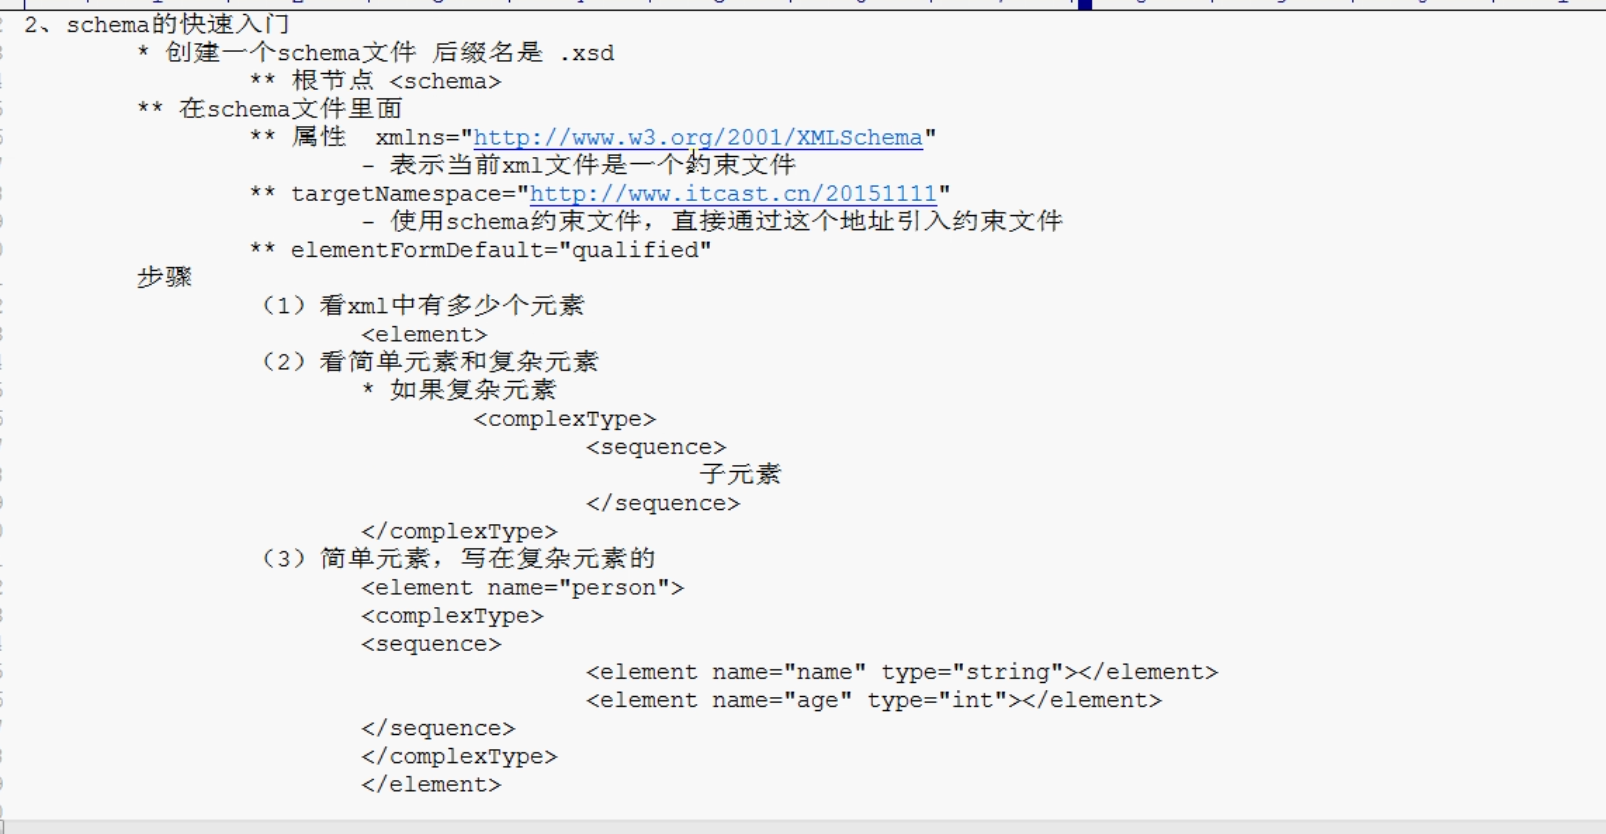 2、schema的快速入门
* 创建一个schema文件 后缀名是 .xsd
** 根节点 <schema>
** 在schema文件里面
** 属性  xmlns="http://www.w3.org/2001/XMLSchema"
- 表示当前xml文件是一个约束文件
** targetNamespace="http://www.itcast.cn/20151111"
- 使用schema约束文件，直接通过这个地址引入约束文件
** elementFormDefault="qualified"
步骤
（1）看xml中有多少个元素
<element>
（2）看简单元素和复杂元素
* 如果复杂元素
<complexType>
<sequence>
子元素
</sequence>
</complexType>
（3）简单元素，写在复杂元素的
<element name="person">
<complexType>
<sequence>
<element name="name" type="string"></element>
<element name="age" type="int"></element>
</sequence>
</complexType>
</element>